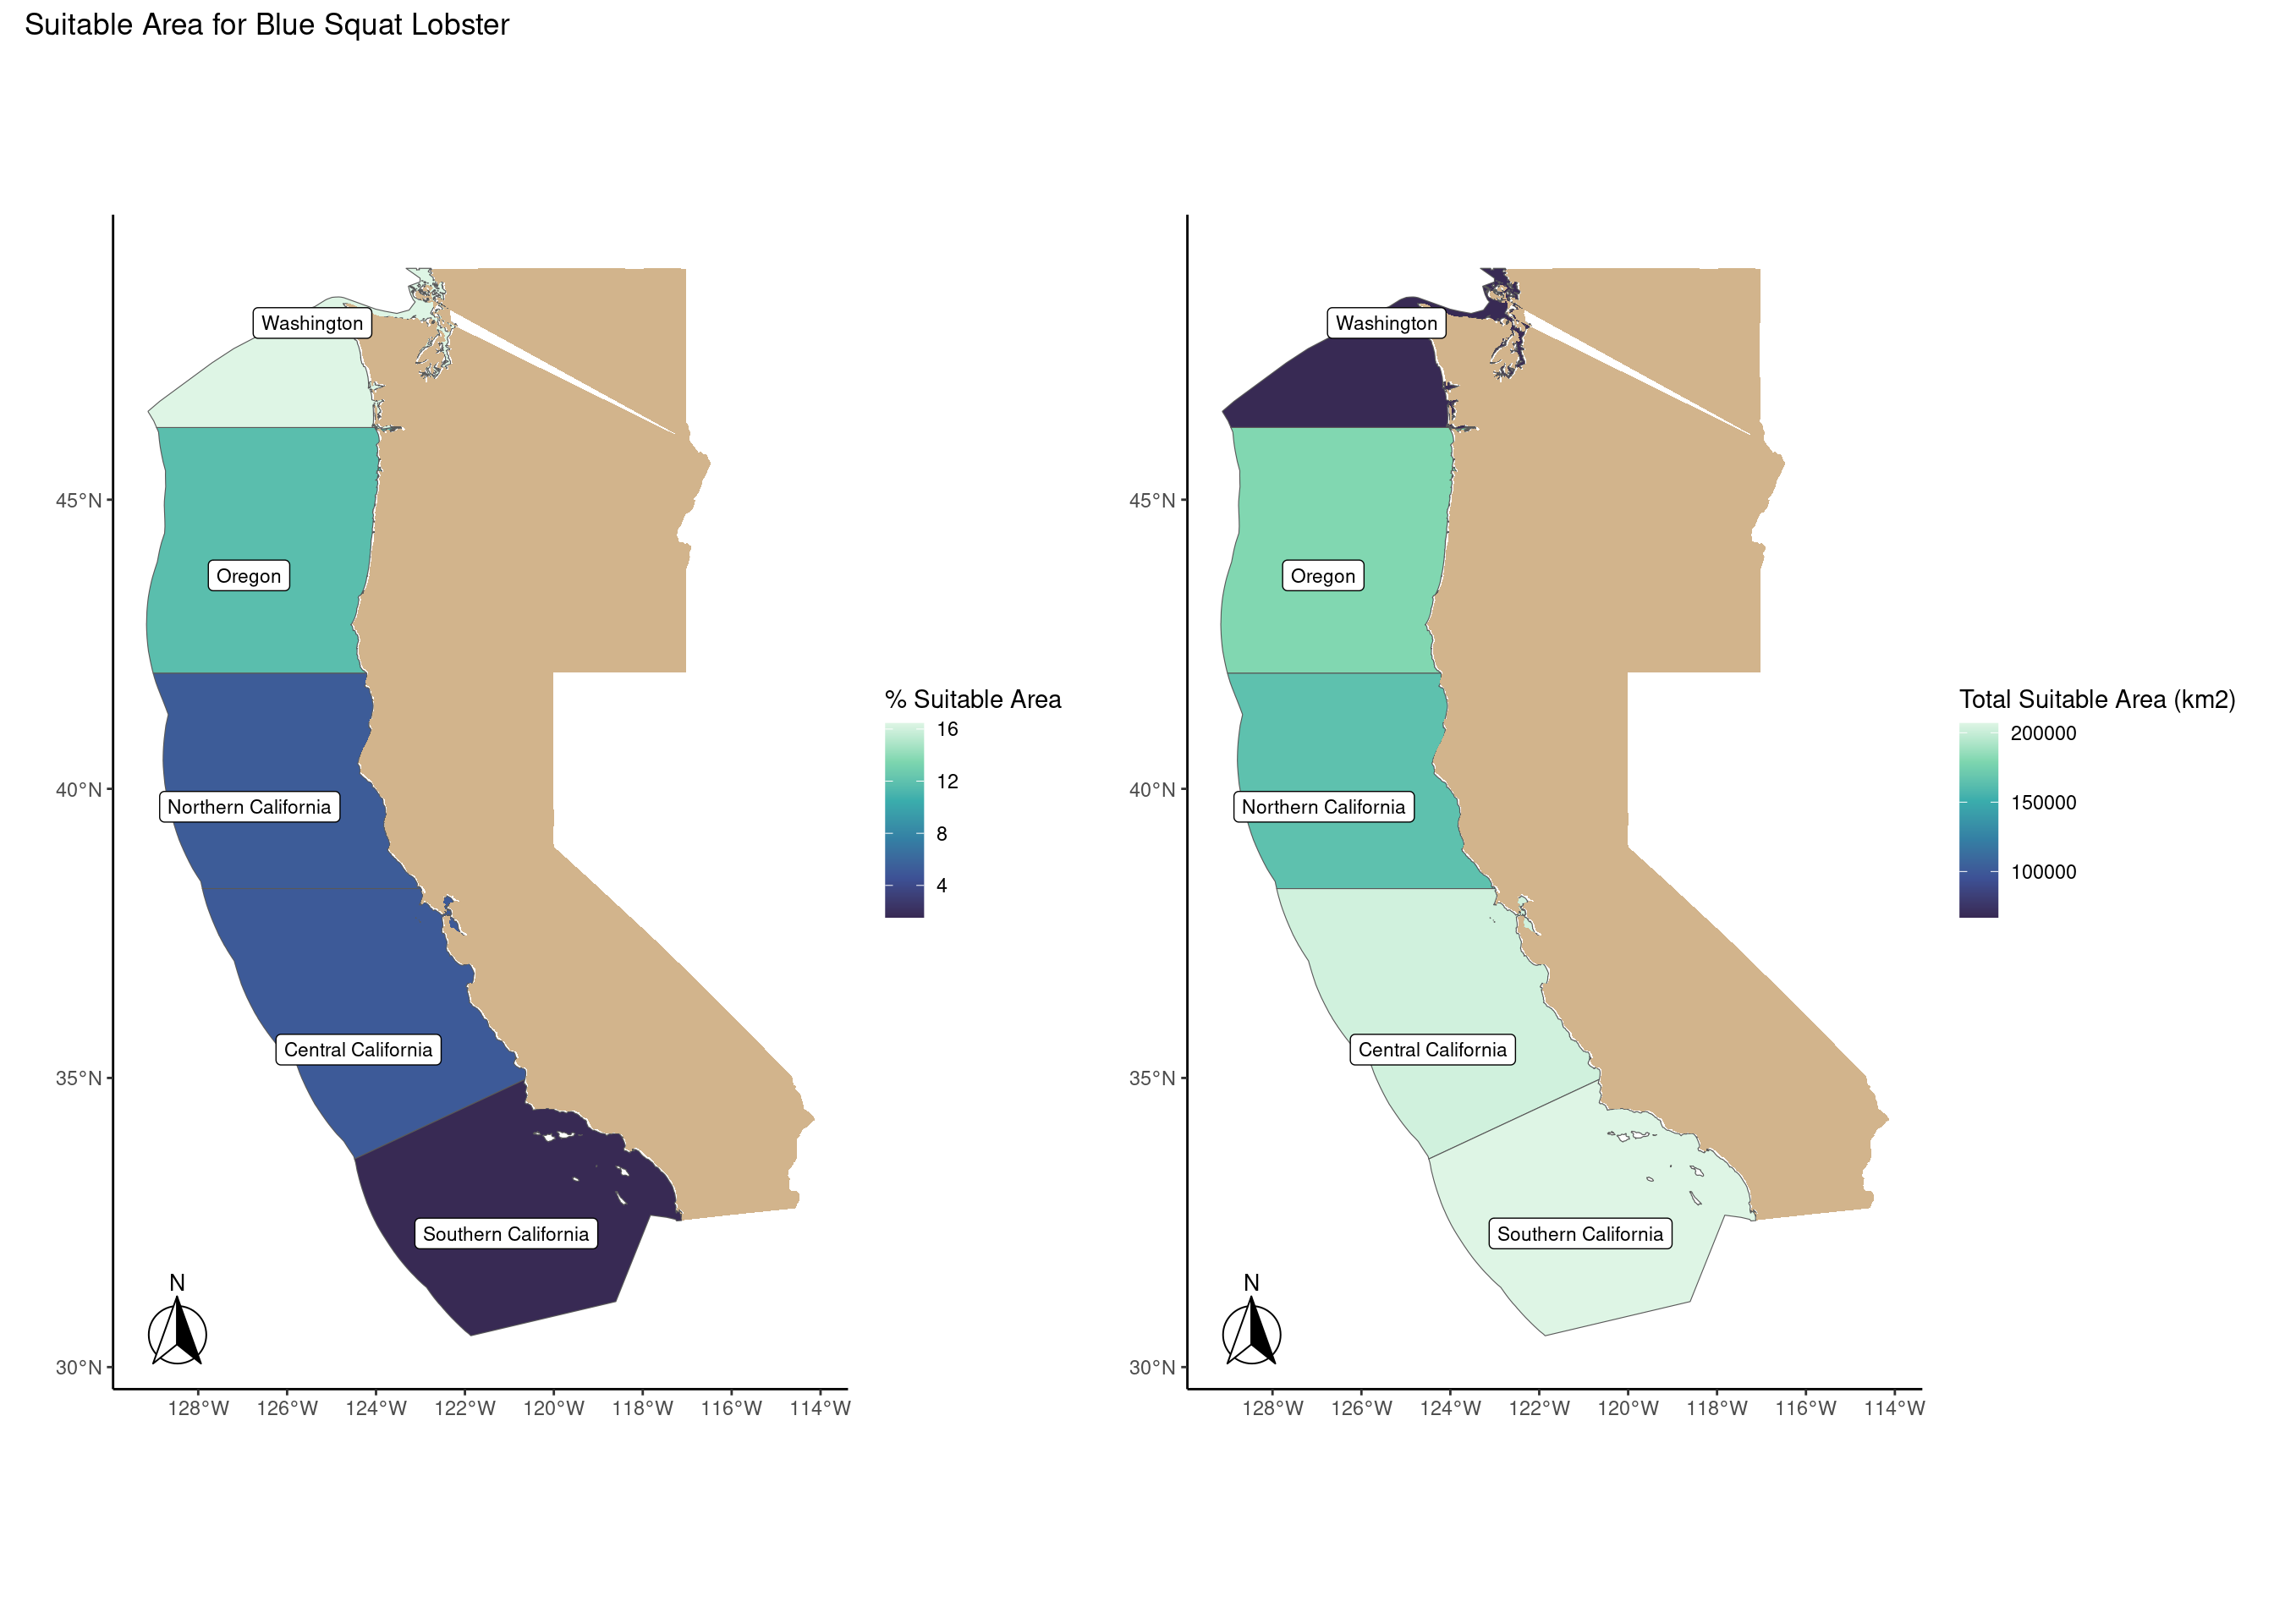 Suitable Area for Blue Squat Lobster
Washington
Oregon
Northern California
Central California
Southern California
N
45°N
40°N
35°N
30°N
128°W 126°W 124°W 122°W 120°W 118°W 116°W 114°W
% Suitable Area
16
12
8
4
Washington
Oregon
Northern California
Central California
Southern California
N
45°N
40°N
35°N
30°N
128°W 126°W 124°W 122°W 120°W 118°W 116°W 114°W
Total Suitable Area (km2)
200000
150000
100000